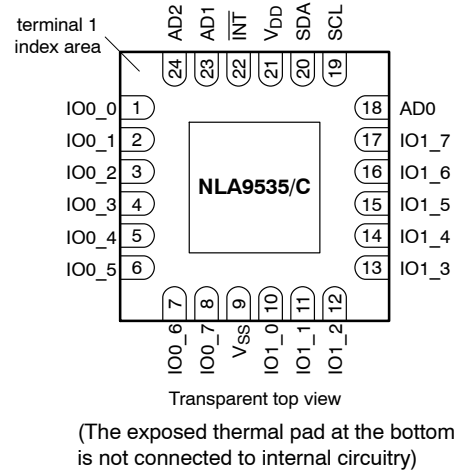 terminal 1
index area
AD2
AD1
INT
VDD
SDA
SCL
24
23
22
21
20
19
IO0_0 1
IO0_1 2
IO0_2 3
IO0_3 4
IO0_4 5
IO0_5 6
NLA9535/C
18 AD0
17 IO1_7
16 IO1_6
15 IO1_5
14 IO1_4
13 IO1_3
7
8
9
10
11
12
IO0_6
IO0_7
VSS
IO1_0
IO1_1
IO1_2
Transparent top view
(The exposed thermal pad at the bottom
is not connected to internal circuitry)